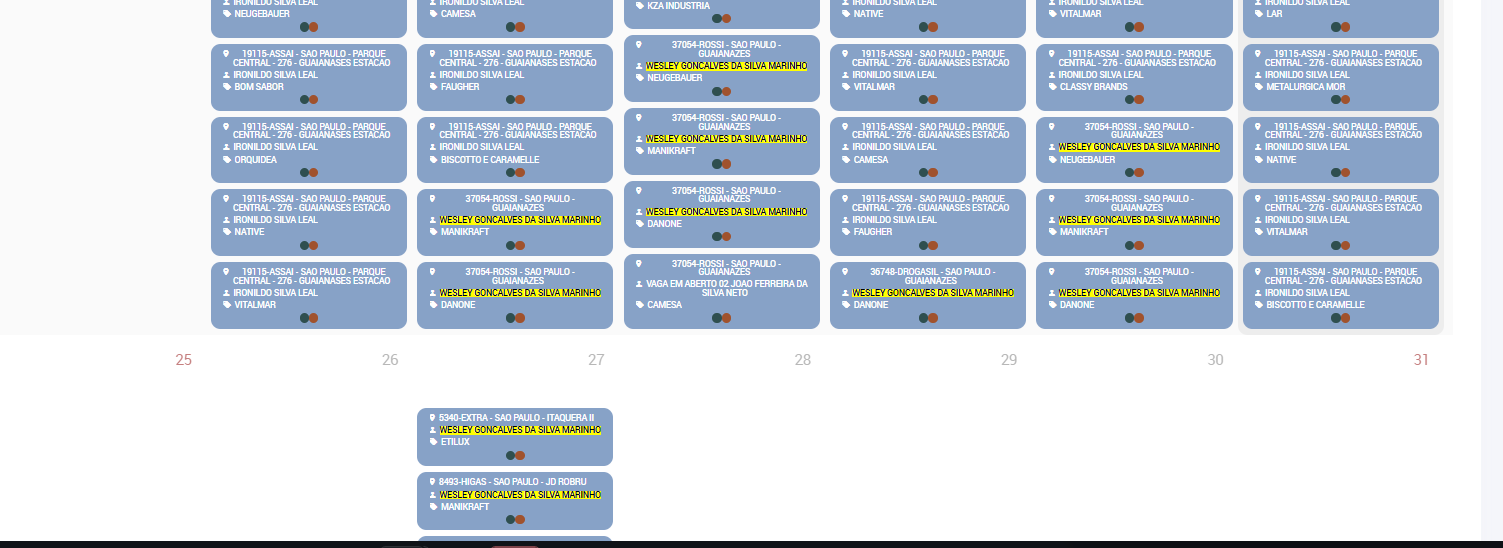 IRONILDO SILVA LEAL
NEUGEBAUER
19115-ASSAI - SAO PAULO - PARQUE
CENTRAL - 276 - GUAIANASES ESTACAO
IRONILDO SILVA LEAL
BOM SABOR
19115-ASSAI - SAO PAULO - PARQUE
CENTRAL - 276 - GUAIANASES ESTACAO
IRONILDO SILVA LEAL
ORQUIDEA
19115-ASSAI - SAO PAULO - PARQUE
CENTRAL - 276 - GUAIANASES ESTACAO
IRONILDO SILVA LEAL
NATIVE
19115-ASSAI - SAO PAULO - PARQUE
CENTRAL - 276 - GUAIANASES ESTACAO
IRONILDO SILVA LEAL
VITALMAR
IRONILDO SILVA LEAL
CAMESA
19115-ASSAI - SAO PAULO - PARQUE
CENTRAL - 276 - GUAIANASES ESTACAO
IRONILDO SILVA LEAL
FAUGHER
19115-ASSAI - SAO PAULO - PARQUE
CENTRAL - 276 - GUAIANASES ESTACAO
IRONILDO SILVA LEAL
BISCOTTO E CARAMELLE
37054-ROSSI - SAO PAULO -
GUAIANAZES
WESLEY GONCALVES DA SILVA MARINHO
MANIKRAFT
37054-ROSSI - SAO PAULO -
GUAIANAZES
WESLEY GONCALVES DA SILVA MARINHO
DANONE
KZA INDUSTRIA
37054-ROSSI - SAO PAULO -
GUAIANAZES
WESLEY GONCALVES DA SILVA MARINHO
NEUGEBAUER
37054-ROSSI - SAO PAULO -
GUAIANAZES
WESLEY GONCALVES DA SILVA MARINHO
MANIKRAFT
37054-ROSSI - SAO PAULO -
GUAIANAZES
WESLEY GONCALVES DA SILVA MARINHO
DANONE
37054-ROSSI - SAO PAULO -
GUAIANAZES
VAGA EM ABERTO 02 JOAO FERREIRA DA
SILVA NETO
CAMESA
IRONILDO SILVA LEAL
NATIVE
19115-ASSAI - SAO PAULO - PARQUE
CENTRAL - 276 - GUAIANASES ESTACAO
IRONILDO SILVA LEAL
VITALMAR
19115-ASSAI - SAO PAULO - PARQUE
CENTRAL - 276 - GUAIANASES ESTACAO
IRONILDO SILVA LEAL
CAMESA
19115-ASSAI - SAO PAULO - PARQUE
CENTRAL - 276 - GUAIANASES ESTACAO
IRONILDO SILVA LEAL
FAUGHER
36748-DROGASIL - SAO PAULO -
GUAIANAZES
WESLEY GONCALVES DA SILVA MARINHO
DANONE
IRONILDO SILVA LEAL
VITALMAR
19115-ASSAI - SAO PAULO - PARQUE
CENTRAL - 276 - GUAIANASES ESTACAO
IRONILDO SILVA LEAL
CLASSY BRANDS
37054-ROSSI - SAO PAULO -
GUAIANAZES
WESLEY GONCALVES DA SILVA MARINHO
NEUGEBAUER
37054-ROSSI - SAO PAULO -
GUAIANAZES
WESLEY GONCALVES DA SILVA MARINHO
MANIKRAFT
37054-ROSSI - SAO PAULO -
GUAIANAZES
WESLEY GONCALVES DA SILVA MARINHO
DANONE
IRONILDO SILVA LEAL
LAR
19115-ASSAI - SAO PAULO - PARQUE
CENTRAL - 276 - GUAIANASES ESTACAO
IRONILDO SILVA LEAL
METALURGICA MOR
19115-ASSAI - SAO PAULO - PARQUE
CENTRAL - 276 - GUAIANASES ESTACAO
IRONILDO SILVA LEAL
NATIVE
19115-ASSAI - SAO PAULO - PARQUE
CENTRAL - 276 - GUAIANASES ESTACAO
IRONILDO SILVA LEAL
VITALMAR
19115-ASSAI - SAO PAULO - PARQUE
CENTRAL - 276 - GUAIANASES ESTACAO
IRONILDO SILVA LEAL
BISCOTTO E CARAMELLE
25 26 27 28 29 30 31
5340-EXTRA - SAO PAULO - ITAQUERA II
WESLEY GONCALVES DA SILVA MARINHO
ETILUX
8493-HIGAS - SAO PAULO - JD ROBRU
WESLEY GONCALVES DA SILVA MARINHO
MANIKRAFT